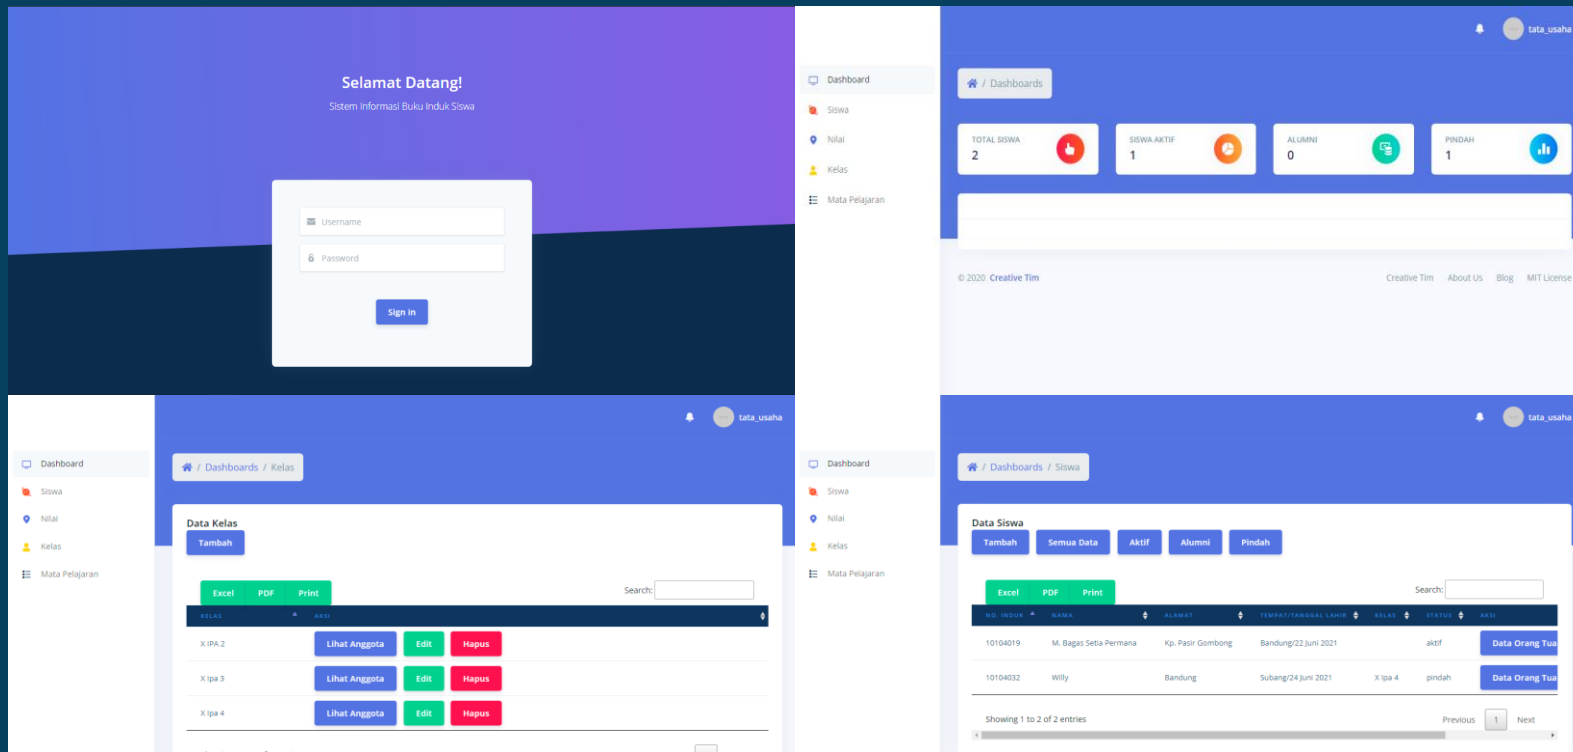 Selamat Datang!
Sistem Informasi Buku Induk Siswa
Username
Password
Sign in
tata_usaha
Dashboard
Siswa
Nilai
Kelas
Mata Pelajaran
/ Dashboards
TOTAL SISWA
2
SISWA AKTIF
1
ALUMNI
0
PINDAH
1
© 2020 Creative Tim
Creative Tim About Us Blog MIT License
tata_usaha
Dashboard
Siswa
Nilai
Kelas
Mata Pelajaran
/ Dashboards / Kelas
Data Kelas
Tambah
Excel PDF Print
Search:
KELAS AKSI
X IPA 2 Lihat Anggota Edit Hapus
X Ipa 3 Lihat Anggota Edit Hapus
X Ipa 4 Lihat Anggota Edit Hapus
tata_usaha
Dashboard
Siswa
Nilai
Kelas
Mata Pelajaran
/ Dashboards / Siswa
Data Siswa
Tambah Semua Data Aktif Alumni Pindah
Excel PDF Print
Search:
NO. INDUK NAMA ALAMAT TEMPAT/TANGGAL LAHIR KELAS STATUS AKSI
10104019 M. Bagas Setia Permana Kp. Pasir Gombong Bandung/22 Juni 2021 aktif Data Orang Tua
10104032 Willy Bandung Subang/24 Juni 2021 X Ipa 4 pindah Data Orang Tua
Showing 1 to 2 of 2 entries
Previous 1 Next